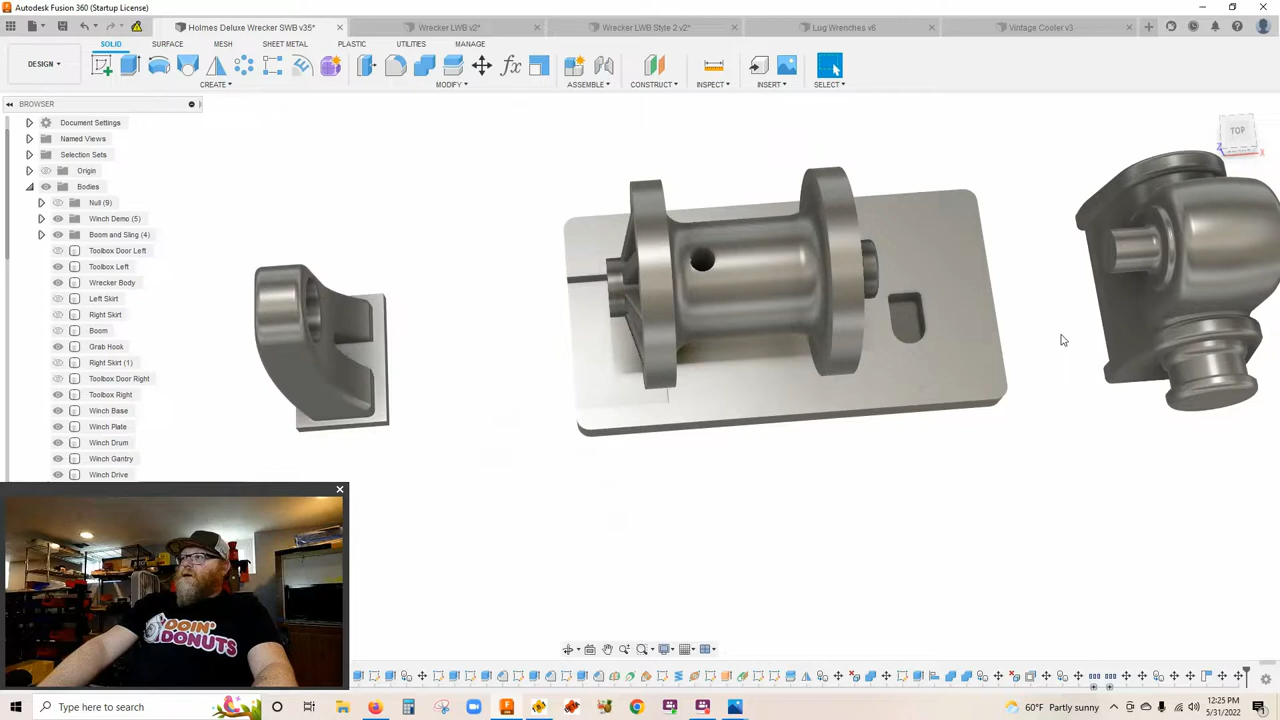 Autodesk Fusion 360 (Startup License)
Holmes Deluxe Wrecker SWB v35*
Wrecker LWB v2*
Wrecker LWB Style 2 v2*
Lug Wrenches v6
Vintage Cooler v3
SOLID
SURFACE
MESH
SHEET METAL
PLASTIC
UTILITIES
MANAGE
DESIGN
CREATE
MODIFY
ASSEMBLE
CONSTRUCT
INSPECT
INSERT
SELECT
BROWSER
Document Settings
Named Views
Selection Sets
Origin
Bodies
Null (9)
Winch Demo (5)
Boom and Sling (4)
Toolbox Door Left
Toolbox Left
Wrecker Body
Left Skirt
Right Skirt
Boom
Grab Hook
Right Skirt (1)
Toolbox Door Right
Toolbox Right
Winch Base
Winch Plate
Winch Drum
Winch Gantry
Winch Drive
TOP
Z
X
fx
DOIN'
DONUTS
Type here to search
60°F Partly sunny
12:25 PM
5/31/2022